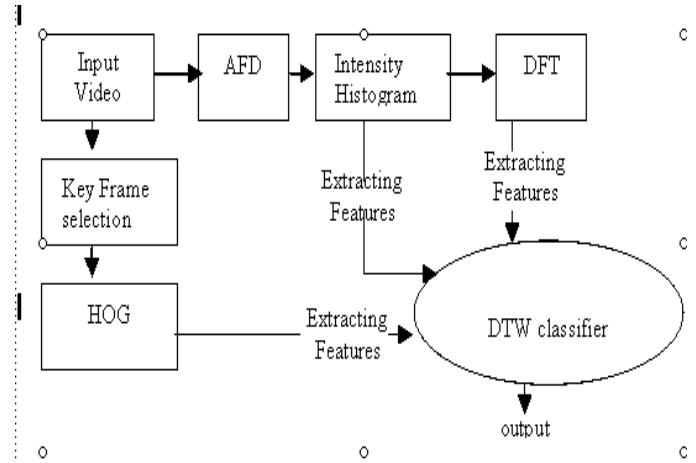 Input
Video
AFD
Intensity
Histogram
DFT
Key Frame
selection
Extracting
Features
Extracting
Features
HOG
Extracting
Features
DTW classifier
output